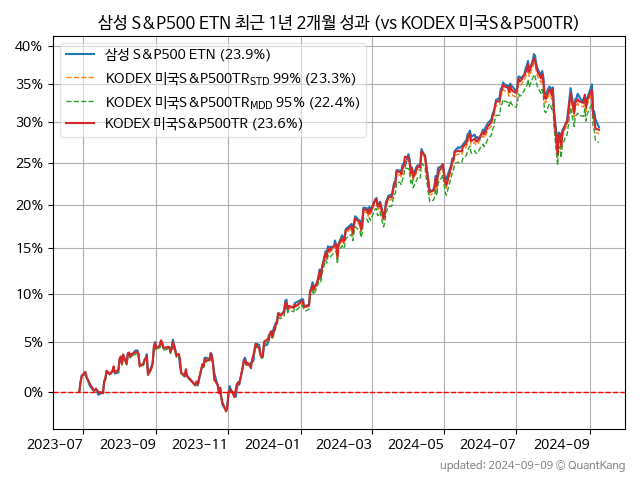 삼성 S&P500 ETN 최근 1년 2개월 성과 (vs KODEX 미국S&P500TR)
삼성 S&P500 ETN (23.9%)
KODEX 미국S&P500TR_STD 99% (23.3%)
KODEX 미국S&P500TR_MDD 95% (22.4%)
KODEX 미국S&P500TR (23.6%)
40%
35%
30%
25%
20%
15%
10%
5%
0%
2023-07 2023-09 2023-11 2024-01 2024-03 2024-05 2024-07 2024-09
updated: 2024-09-09 © QuantKang